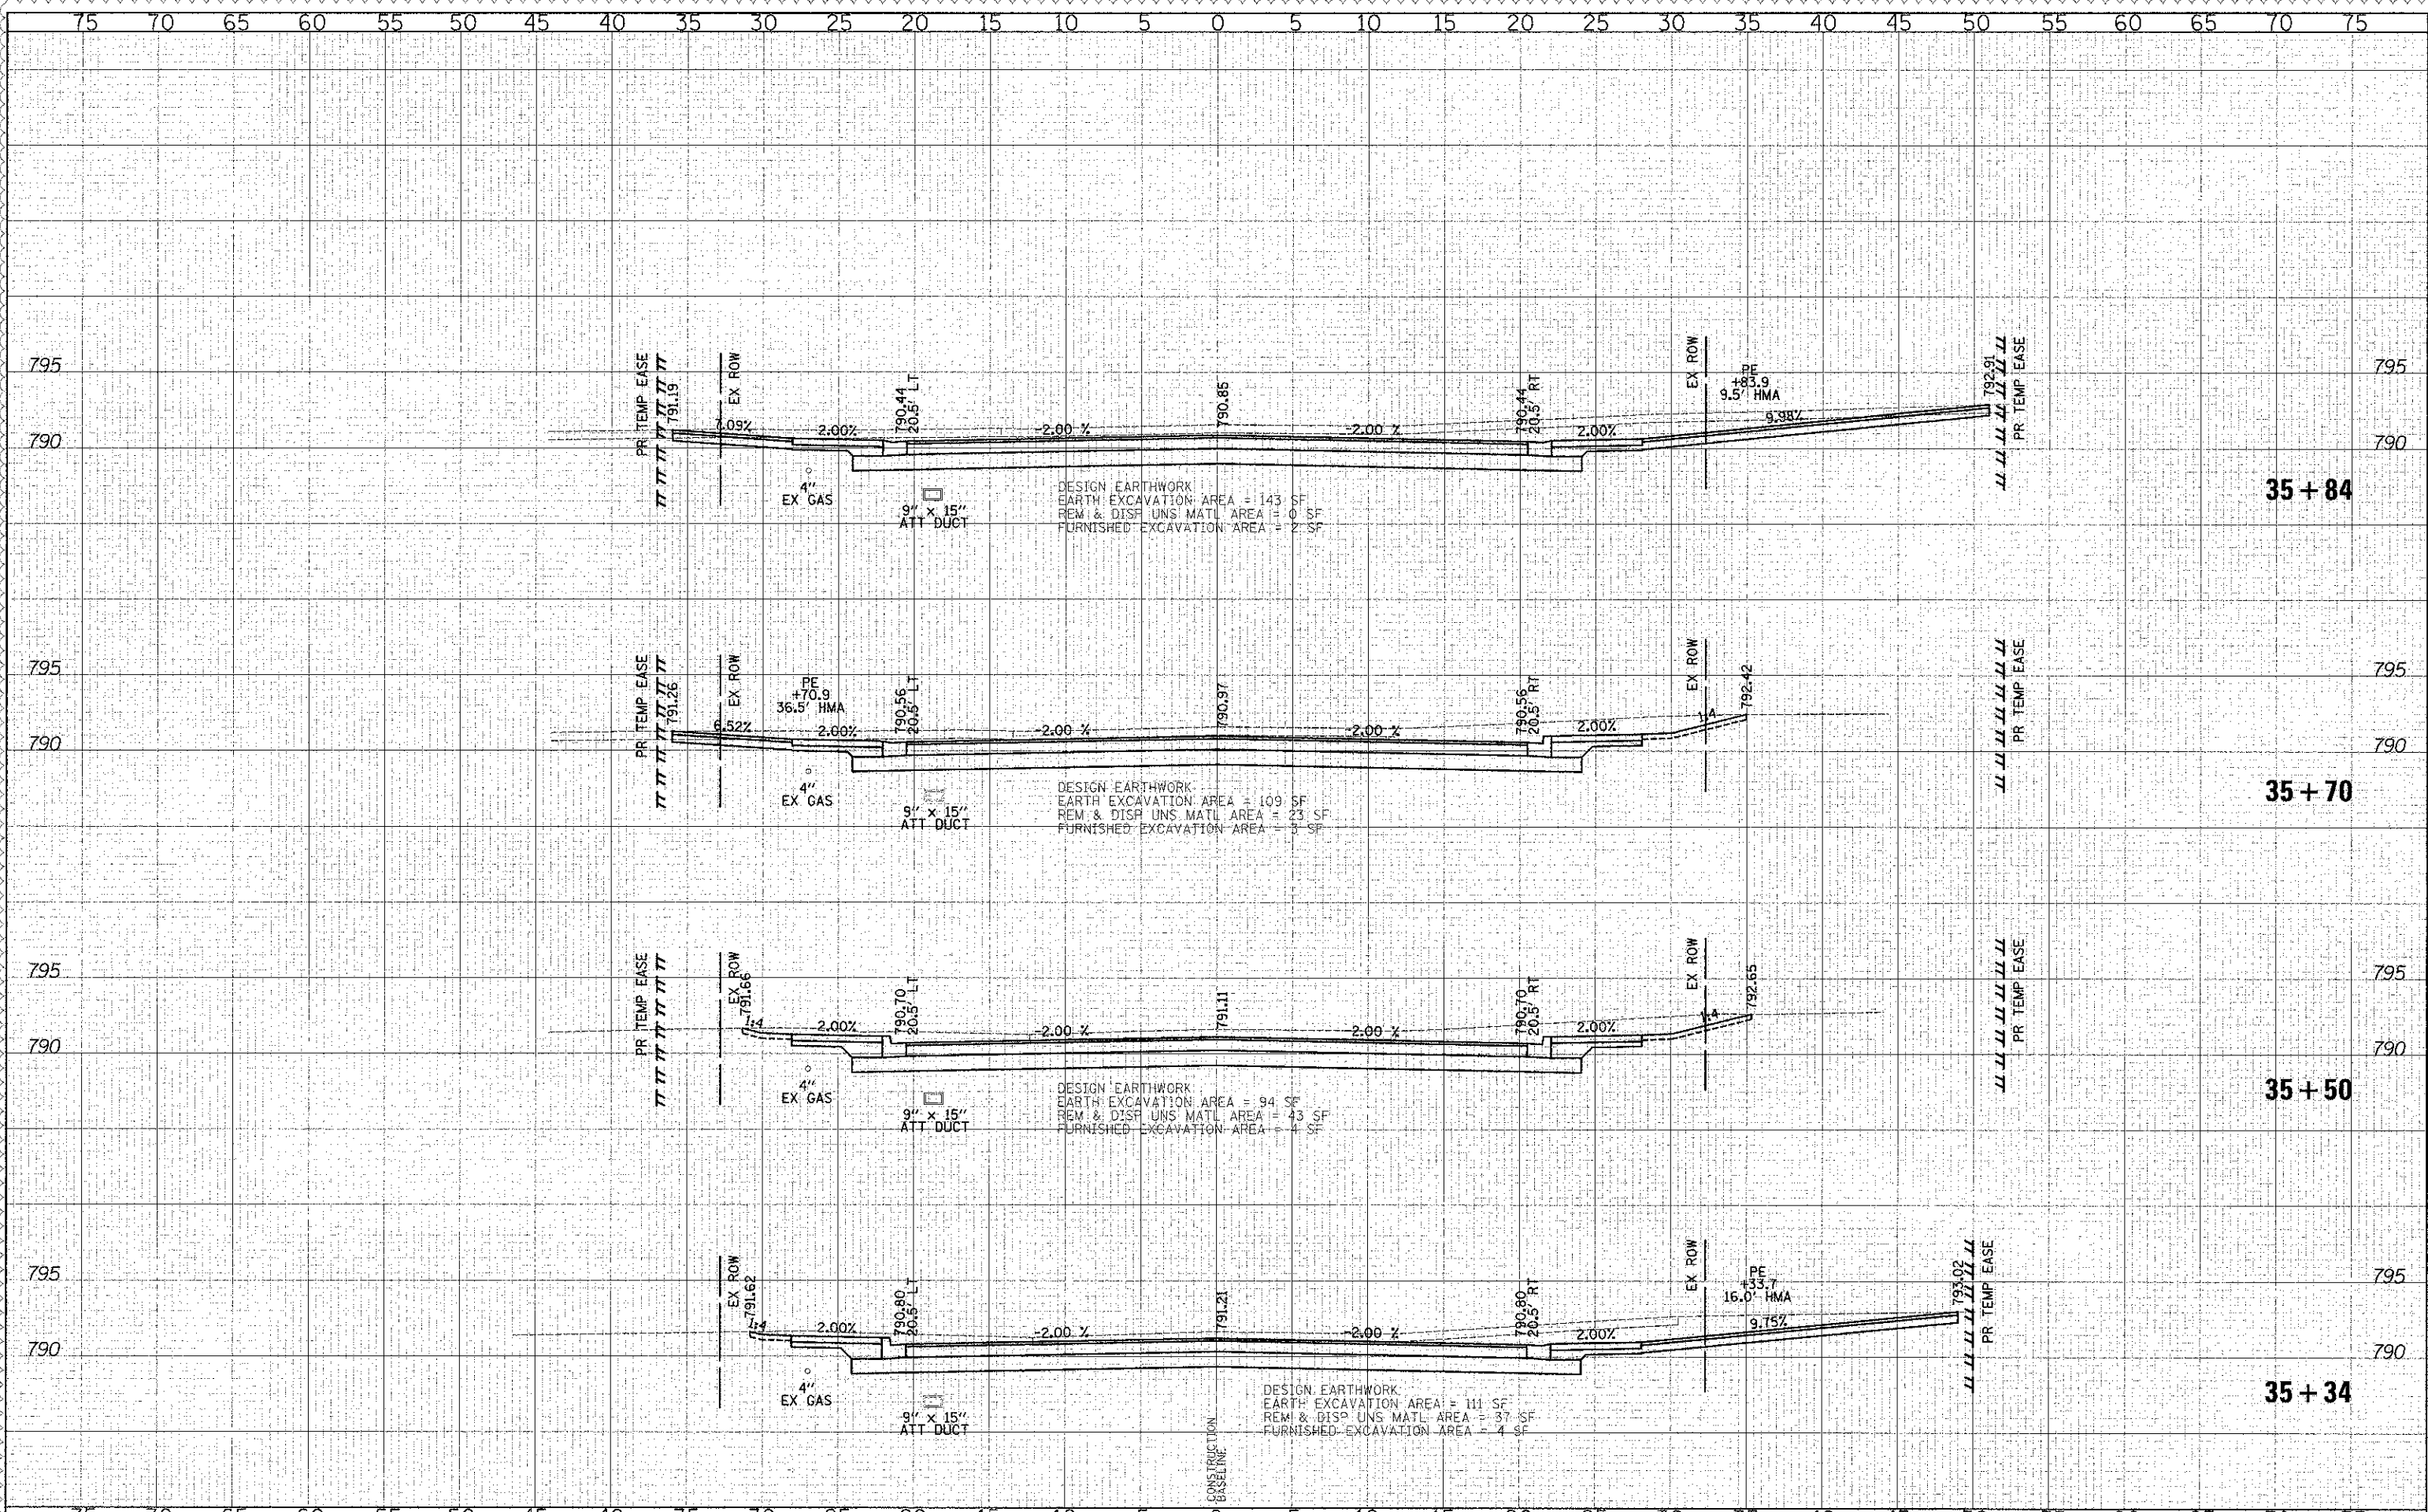 75 70 65 60 55 50 45 40 35 30 25 20 15 10 5 0 5 10 15 20 25 30 35 40 45 50 55 60 65 70 75
795
790
PR TEMP EASE
791.19
EX ROW
7.09%
2.00%
790.44
20.5' LT
-2.00 %
790.85
-2.00 %
790.44
20.5' RT
2.00%
EX ROW
PE
+83.9
9.5' HMA
9.98%
792.91
PR TEMP EASE
795
790
4"
EX GAS
9" x 15"
ATT DUCT
DESIGN EARTHWORK
EARTH EXCAVATION AREA = 143 SF
REM & DISP UNS MATL AREA = 0 SF
FURNISHED EXCAVATION AREA = 2 SF
35 + 84
795
790
PR TEMP EASE
791.26
EX ROW
6.52%
PE
+70.9
36.5' HMA
2.00%
790.56
20.5' LT
-2.00 %
790.97
-2.00 %
790.56
20.5' RT
2.00%
EX ROW
1:4
792.42
PR TEMP EASE
795
790
4"
EX GAS
9" x 15"
ATT DUCT
DESIGN EARTHWORK
EARTH EXCAVATION AREA = 109 SF
REM & DISP UNS MATL AREA = 23 SF
FURNISHED EXCAVATION AREA = 3 SF
35 + 70
795
790
PR TEMP EASE
EX ROW
791.66
1:4
2.00%
790.70
20.5' LT
-2.00 %
791.11
-2.00 %
790.70
20.5' RT
2.00%
EX ROW
1:4
792.65
PR TEMP EASE
795
790
4"
EX GAS
9" x 15"
ATT DUCT
DESIGN EARTHWORK
EARTH EXCAVATION AREA = 94 SF
REM & DISP UNS MATL AREA = 43 SF
FURNISHED EXCAVATION AREA = 4 SF
35 + 50
795
790
EX ROW
791.62
1:4
2.00%
790.80
20.5' LT
-2.00 %
791.21
-2.00 %
790.80
20.5' RT
2.00%
EX ROW
PE
+33.7
16.0' HMA
9.75%
793.02
PR TEMP EASE
795
790
4"
EX GAS
9" x 15"
ATT DUCT
DESIGN EARTHWORK
EARTH EXCAVATION AREA = 111 SF
REM & DISP UNS MATL AREA = 37 SF
FURNISHED EXCAVATION AREA = 4 SF
35 + 34
CONSTRUCTION
BASELINE